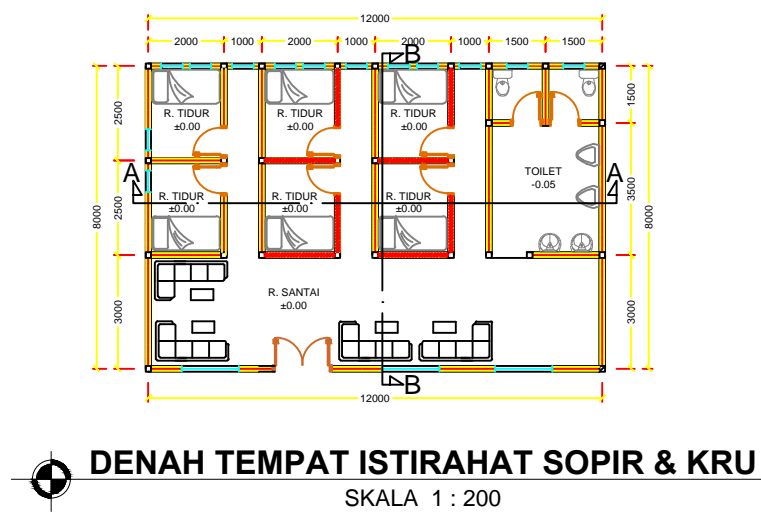 12000
2000 1000 2000 1000 2000 1000 1500 1500
B
R. TIDUR
±0.00
R. TIDUR
±0.00
R. TIDUR
±0.00
2500
1500
A
TOILET
-0.05
A
R. TIDUR
±0.00
R. TIDUR
±0.00
R. TIDUR
±0.00
8000
2500
3500
8000
R. SANTAI
±0.00
3000
3000
B
12000
DENAH TEMPAT ISTIRAHAT SOPIR & KRU
SKALA 1 : 200